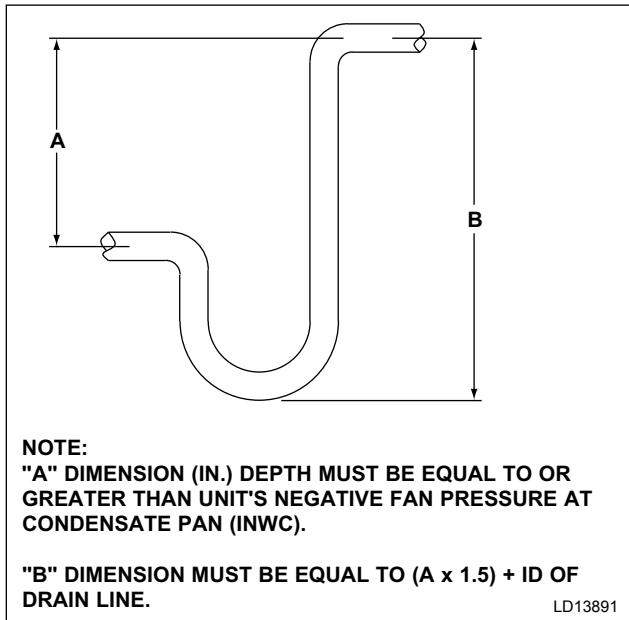 A
B
NOTE:
"A" DIMENSION (IN.) DEPTH MUST BE EQUAL TO OR
GREATER THAN UNIT'S NEGATIVE FAN PRESSURE AT
CONDENSATE PAN (INWC).
"B" DIMENSION MUST BE EQUAL TO (A x 1.5) + ID OF
DRAIN LINE.
LD13891